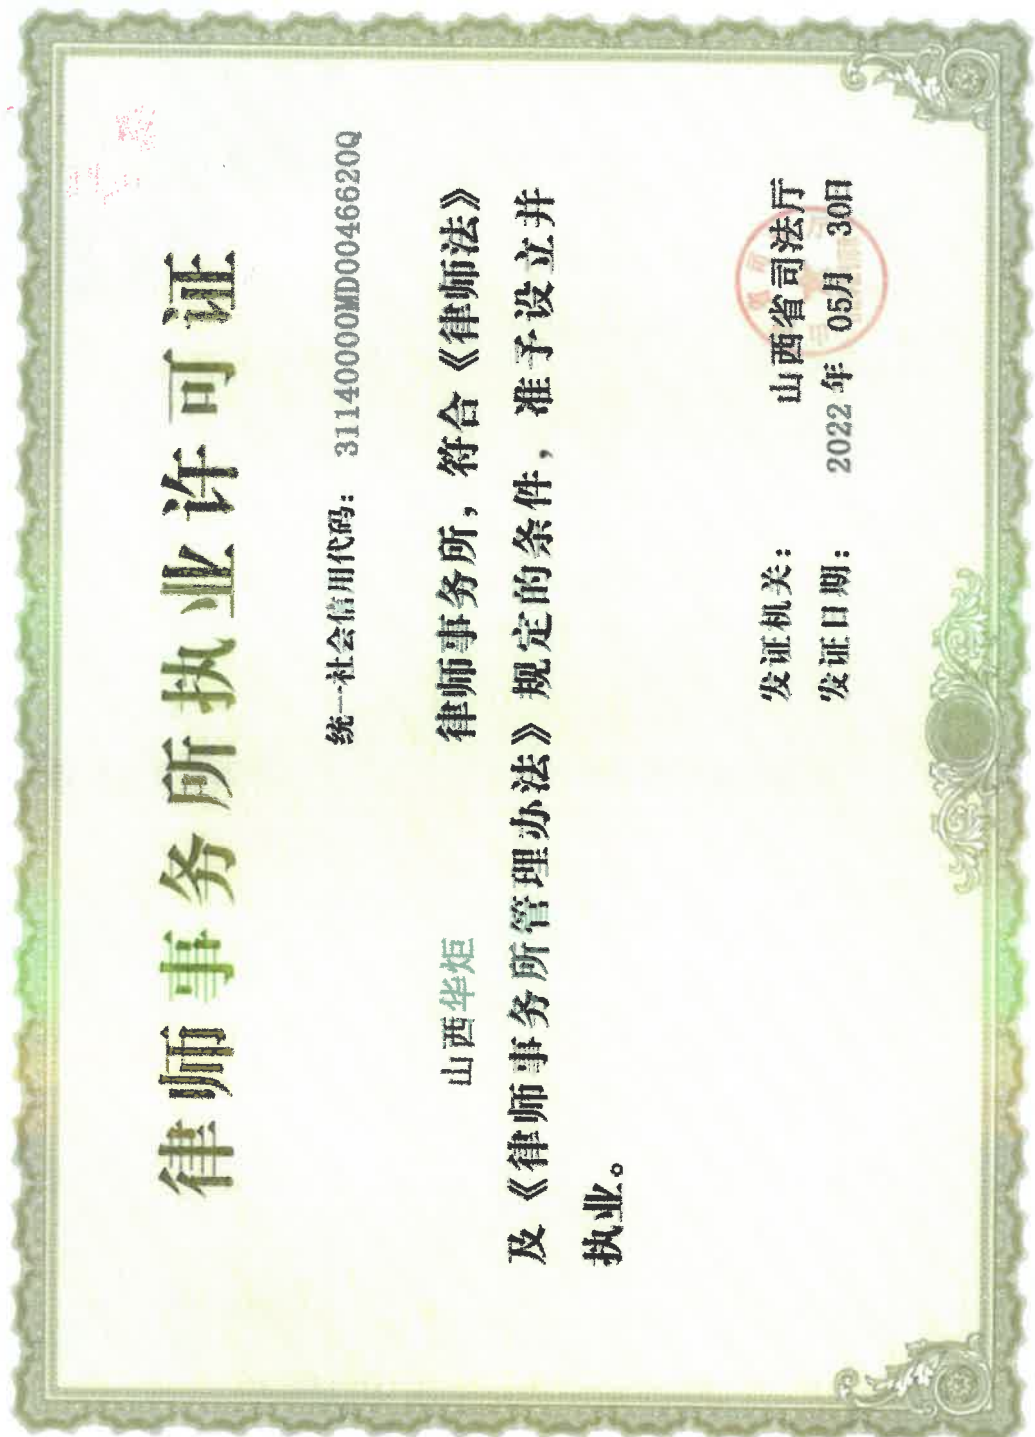 律师事务所执业许可证
统一社会信用代码： 31140000MD0046620Q
山西华炬 律师事务所，符合《律师法》
及《律师事务所管理办法》规定的条件，准予设立并
执业。
发证机关： 山西省司法厅
发证日期： 2022年 05月 30日